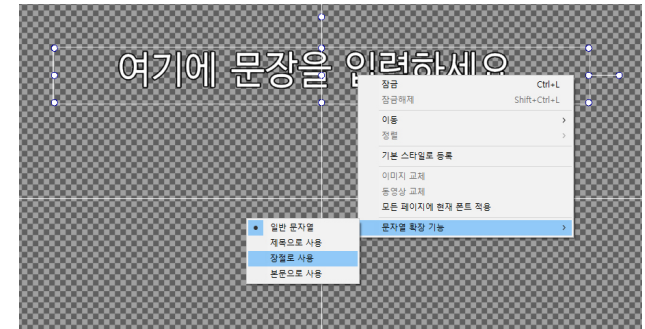 여기에 문장을 입력하세요
잠금 Ctrl+L
잠금해제 Shift+Ctrl+L
이동
정렬
기본 스타일로 등록
이미지 교체
동영상 교체
모든 페이지에 현재 폰트 적용
문자열 확장 기능
일반 문자열
제목으로 사용
장절로 사용
본문으로 사용